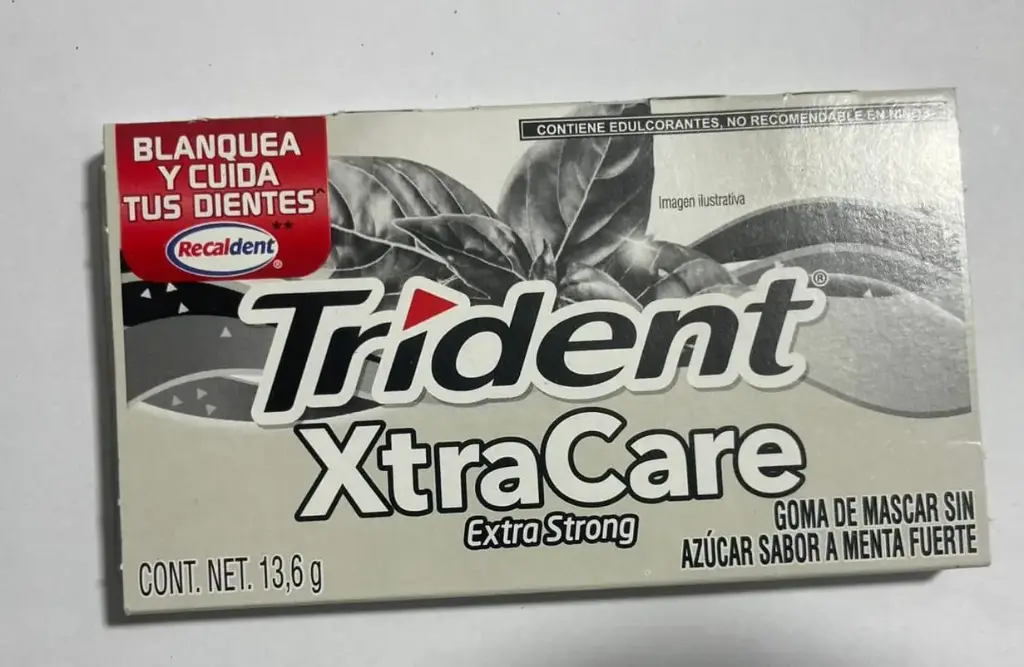 BLANQUEA
Y CUIDA
TUS DIENTES^
**
Recaldent®
CONTIENE EDULCORANTES, NO RECOMENDABLE EN NIÑOS
Imagen ilustrativa
Trident®
XtraCare
Extra Strong
GOMA DE MASCAR SIN
AZÚCAR SABOR A MENTA FUERTE
CONT. NET. 13,6 g